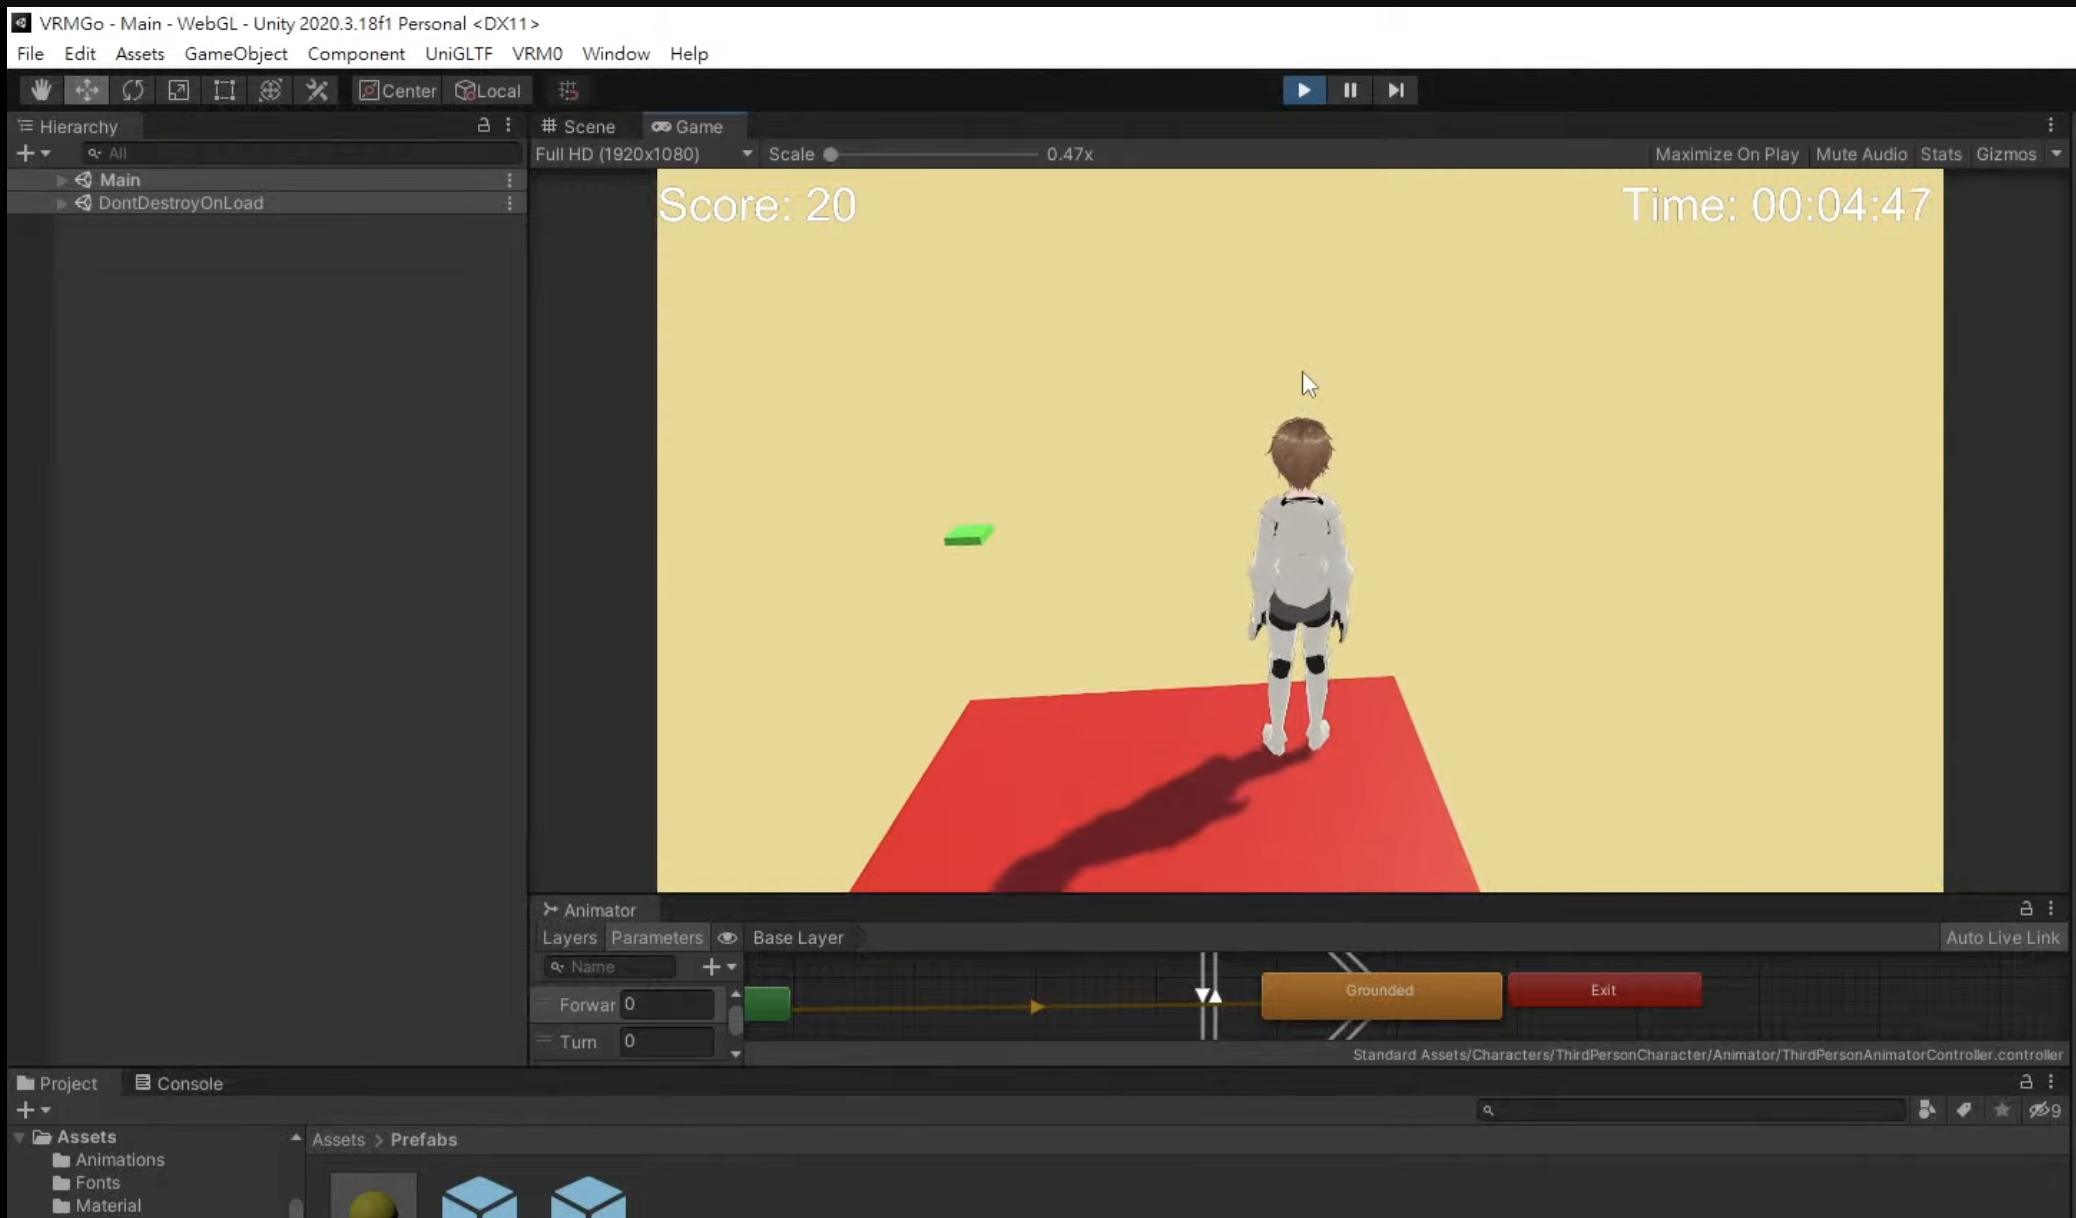 VRMGo - Main - WebGL - Unity 2020.3.18f1 Personal <DX11>
File Edit Assets GameObject Component UniGLTF VRM0 Window Help
Center Local
Hierarchy
All
Main
DontDestroyOnLoad
Scene Game
Full HD (1920x1080) Scale 0.47x Maximize On Play Mute Audio Stats Gizmos
Score: 20 Time: 00:04:47
Animator
Layers Parameters Base Layer Auto Live Link
Name
Forwar 0
Turn 0
Grounded Exit
Standard Assets/Characters/ThirdPersonCharacter/Animator/ThirdPersonAnimatorController.controller
Project Console
9
Assets
Animations
Fonts
Material
Assets > Prefabs